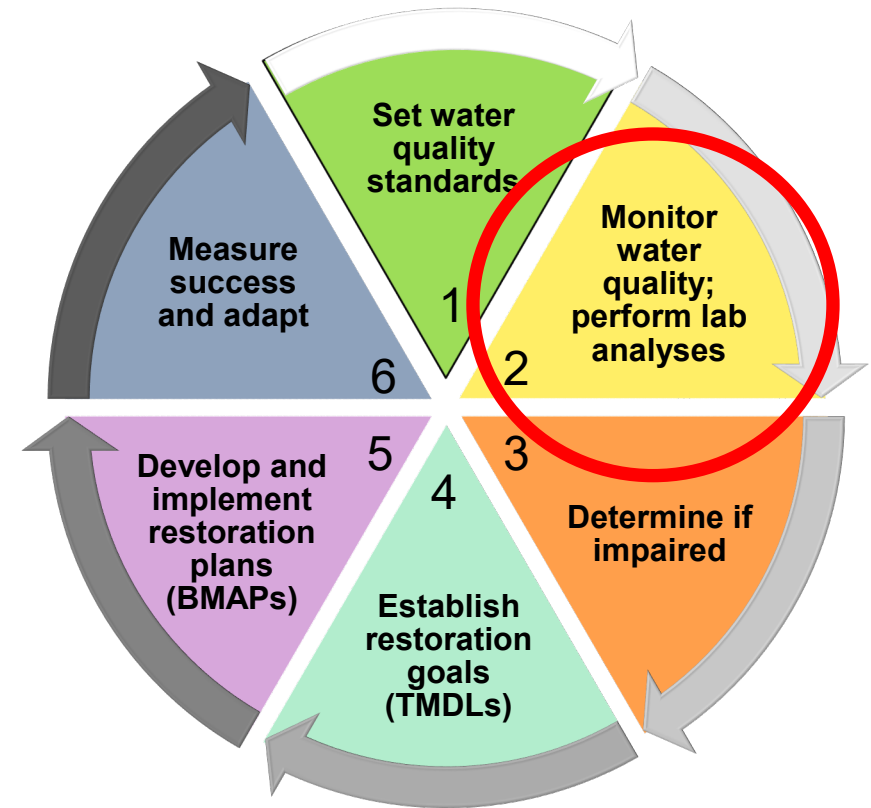 Set water
quality
standards
1
Monitor
water
quality;
perform lab
analyses
2
3
Determine if
impaired
4
Establish
restoration
goals
(TMDLs)
5
Develop and
implement
restoration
plans
(BMAPs)
Measure
success
and adapt
6